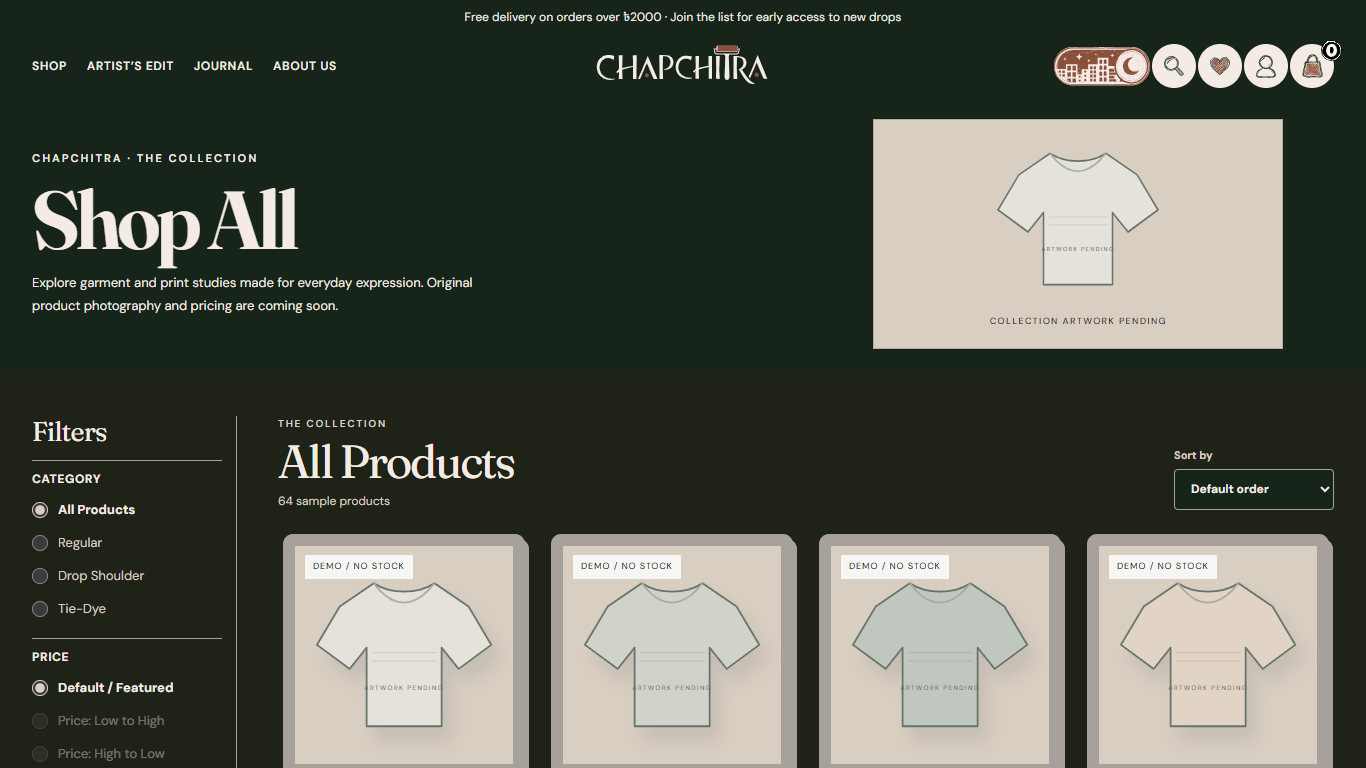 Free delivery on orders over ৳2000 · Join the list for early access to new drops
SHOP ARTIST’S EDIT JOURNAL ABOUT US
CHAPCHITRA
0
CHAPCHITRA · THE COLLECTION
Shop All
Explore garment and print studies made for everyday expression. Original
product photography and pricing are coming soon.
ARTWORK PENDING
COLLECTION ARTWORK PENDING
Filters
CATEGORY
All Products
Regular
Drop Shoulder
Tie-Dye
PRICE
Default / Featured
Price: Low to High
Price: High to Low
THE COLLECTION
All Products
64 sample products
Sort by
Default order
DEMO / NO STOCK
ARTWORK PENDING
DEMO / NO STOCK
ARTWORK PENDING
DEMO / NO STOCK
ARTWORK PENDING
DEMO / NO STOCK
ARTWORK PENDING